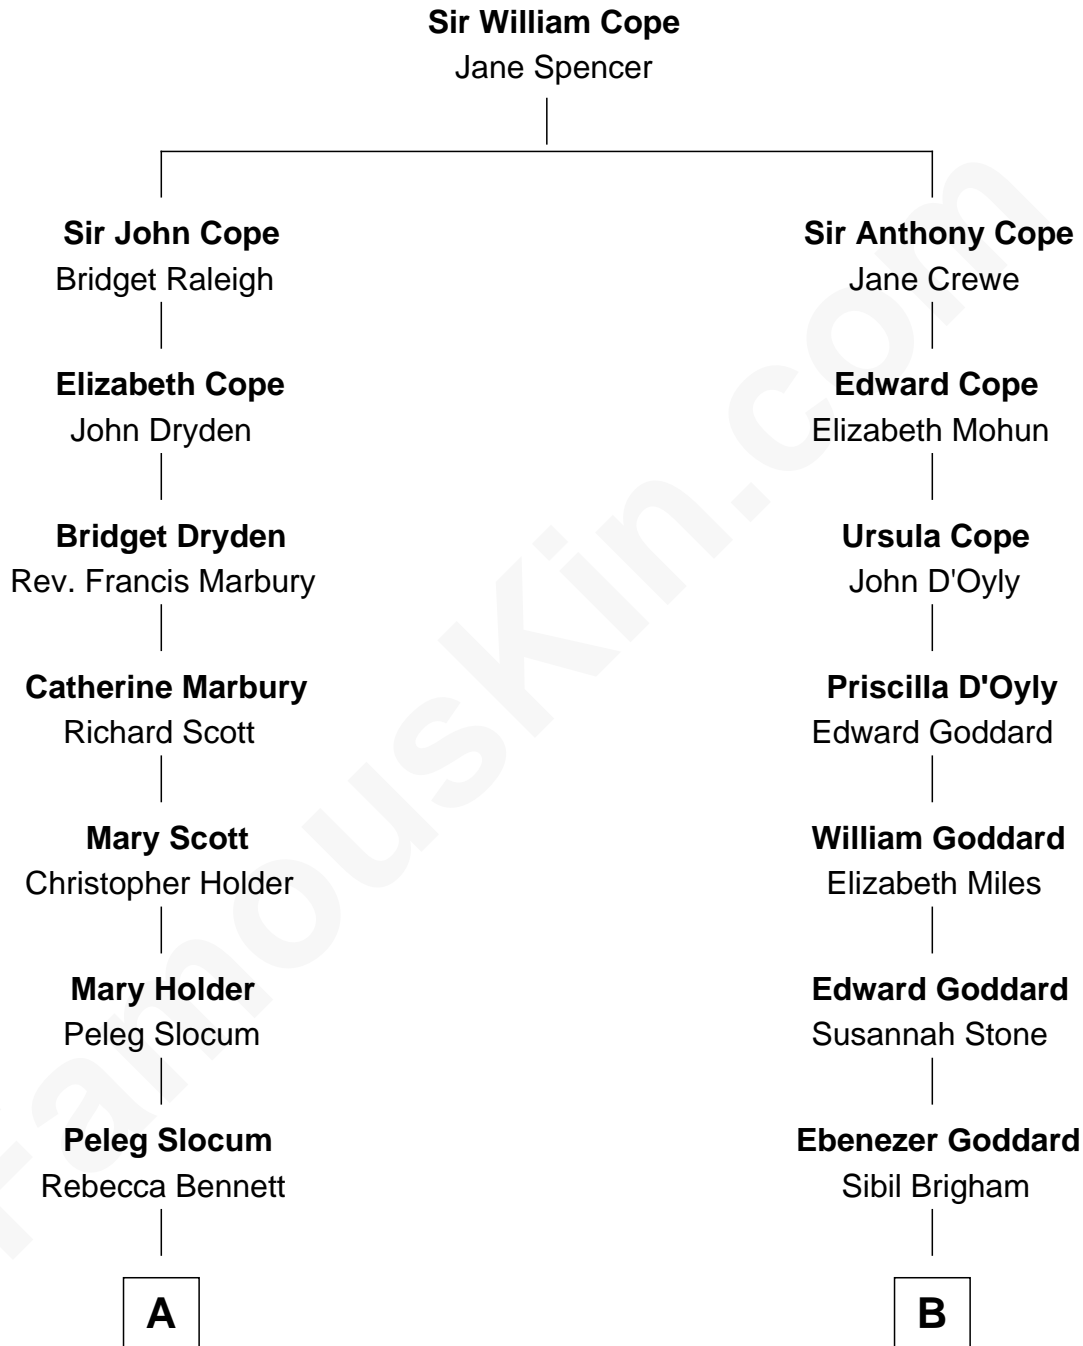 Sir William Cope
Jane Spencer
Sir John Cope
Bridget Raleigh
Sir Anthony Cope
Jane Crewe
Elizabeth Cope
John Dryden
Edward Cope
Elizabeth Mohun
Bridget Dryden
Rev. Francis Marbury
Ursula Cope
John D'Oyly
Catherine Marbury
Richard Scott
Priscilla D'Oyly
Edward Goddard
Mary Scott
Christopher Holder
William Goddard
Elizabeth Miles
Mary Holder
Peleg Slocum
Edward Goddard
Susannah Stone
Peleg Slocum
Rebecca Bennett
Ebenezer Goddard
Sibil Brigham
A
B
FamousKin.com